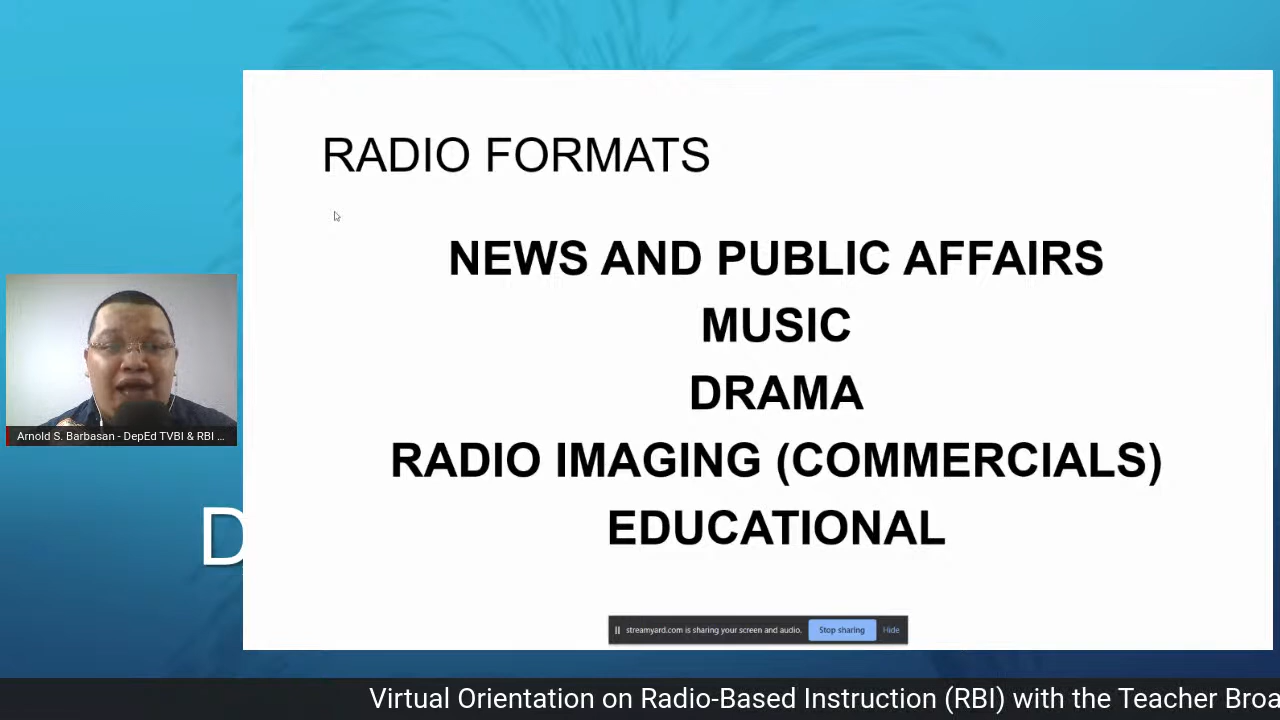 RADIO FORMATS
NEWS AND PUBLIC AFFAIRS
MUSIC
DRAMA
RADIO IMAGING (COMMERCIALS)
EDUCATIONAL
Arnold S. Barbasan - DepEd TVBI & RBI ...
D
streamyard.com is sharing your screen and audio. Stop sharing Hide
Virtual Orientation on Radio-Based Instruction (RBI) with the Teacher Broa